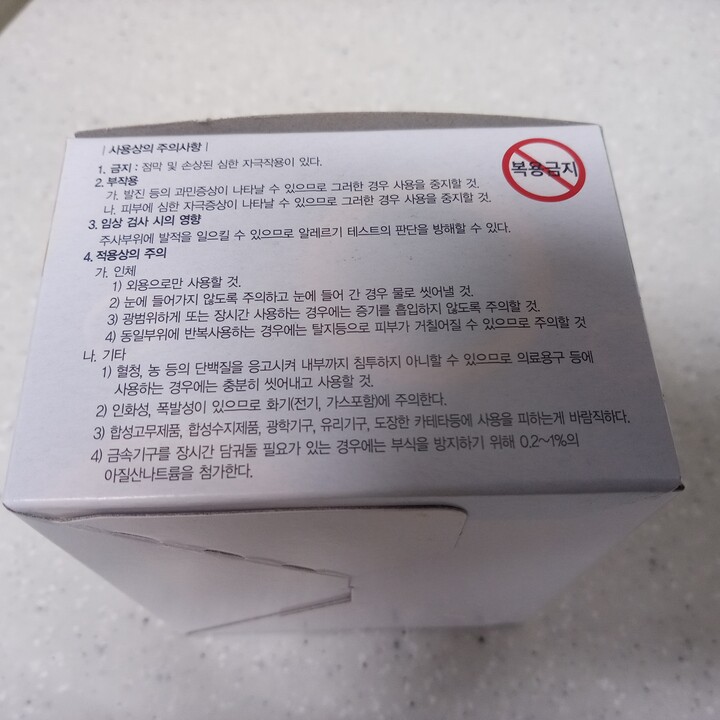 | 사용상의 주의사항 |
복용금지
1. 금지 : 점막 및 손상된 심한 자극작용이 있다.
2. 부작용
가. 발진 등의 과민증상이 나타날 수 있으므로 그러한 경우 사용을 중지할 것.
나. 피부에 심한 자극증상이 나타날 수 있으므로 그러한 경우 사용을 중지할 것.
3. 임상 검사 시의 영향
주사부위에 발적을 일으킬 수 있으므로 알레르기 테스트의 판단을 방해할 수 있다.
4. 적용상의 주의
가. 인체
1) 외용으로만 사용할 것.
2) 눈에 들어가지 않도록 주의하고 눈에 들어 간 경우 물로 씻어낼 것.
3) 광범위하게 또는 장시간 사용하는 경우에는 증기를 흡입하지 않도록 주의할 것.
4) 동일부위에 반복사용하는 경우에는 탈지등으로 피부가 거칠어질 수 있으므로 주의할 것
나. 기타
1) 혈청, 농 등의 단백질을 응고시켜 내부까지 침투하지 아니할 수 있으므로 의료용구 등에
사용하는 경우에는 충분히 씻어내고 사용할 것.
2) 인화성, 폭발성이 있으므로 화기(전기, 가스포함)에 주의한다.
3) 합성고무제품, 합성수지제품, 광학기구, 유리기구, 도장한 카테타등에 사용을 피하는게 바람직하다.
4) 금속기구를 장시간 담궈둘 필요가 있는 경우에는 부식을 방지하기 위해 0.2~1%의
아질산나트륨을 첨가한다.